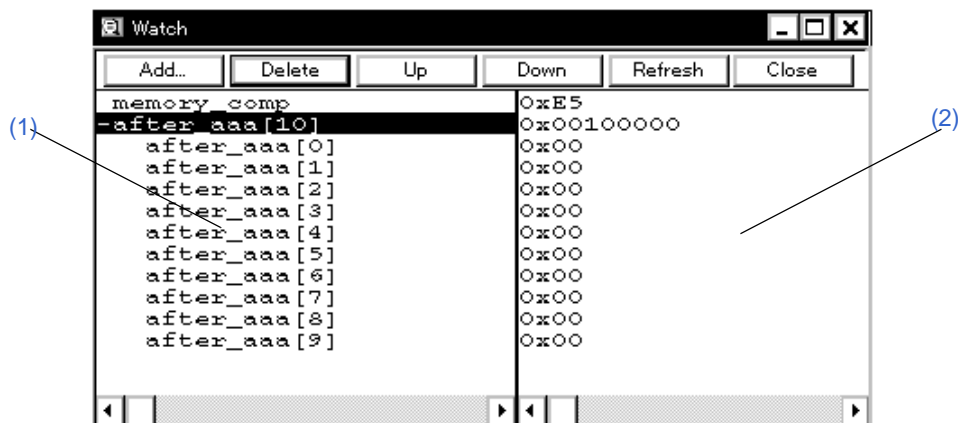 Watch
Add... Delete Up Down Refresh Close
memory_comp 0xE5
-after_aaa[10] 0x00100000
after_aaa[0] 0x00
after_aaa[1] 0x00
after_aaa[2] 0x00
after_aaa[3] 0x00
after_aaa[4] 0x00
after_aaa[5] 0x00
after_aaa[6] 0x00
after_aaa[7] 0x00
after_aaa[8] 0x00
after_aaa[9] 0x00
(1)
(2)